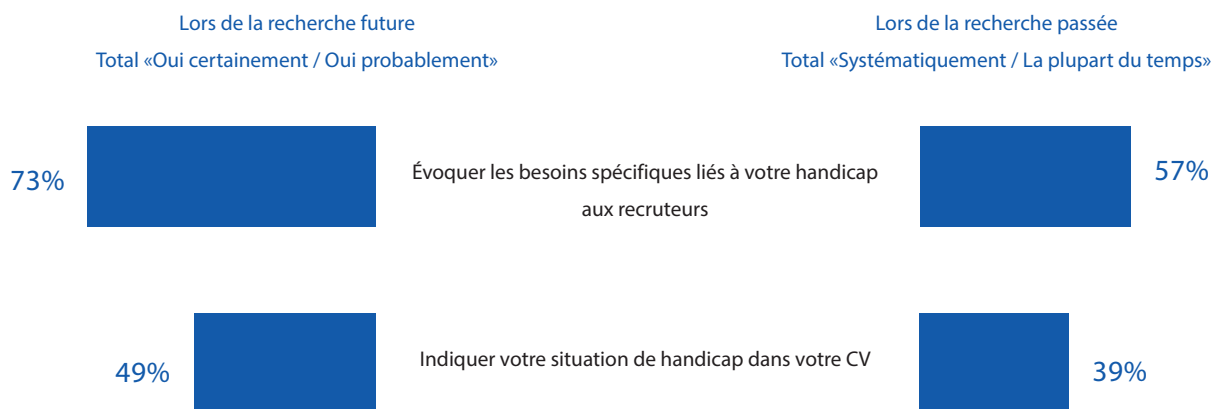 Lors de la recherche future
Total «Oui certainement / Oui probablement»
Lors de la recherche passée
Total «Systématiquement / La plupart du temps»
73%
Évoquer les besoins spécifiques liés à votre handicap
aux recruteurs
57%
49%
Indiquer votre situation de handicap dans votre CV
39%